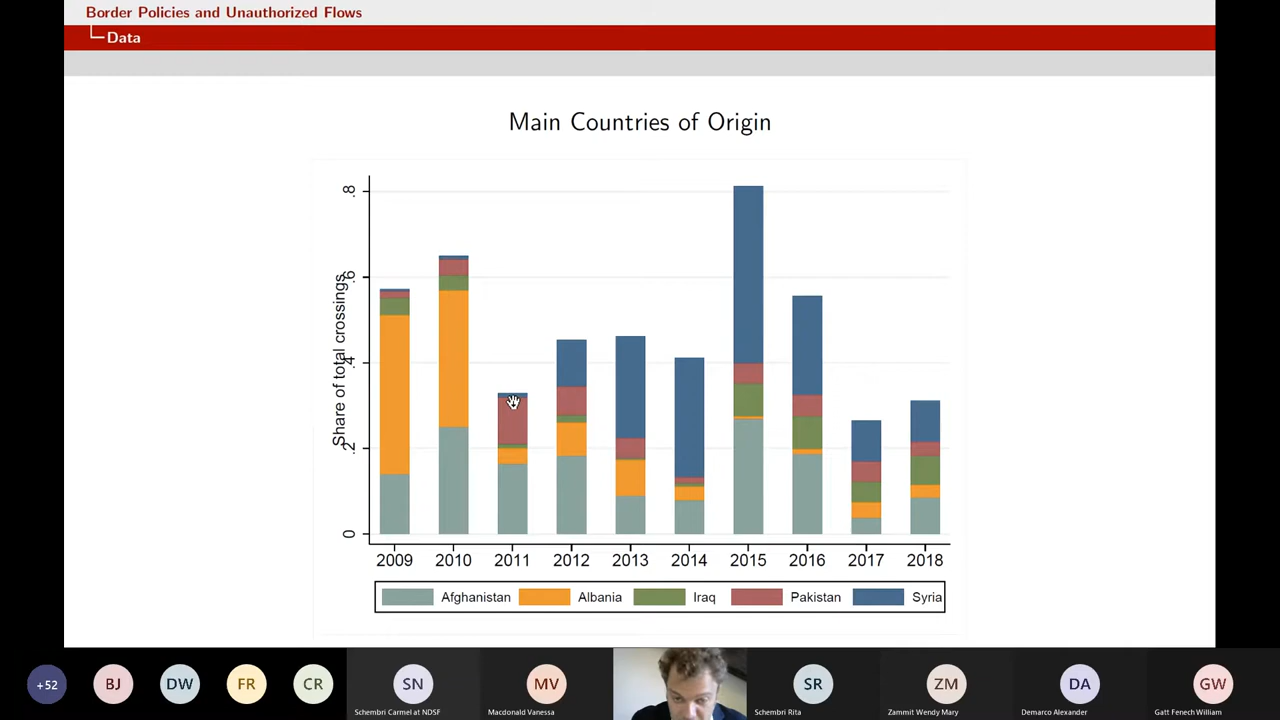 Border Policies and Unauthorized Flows
Data
Main Countries of Origin
Share of total crossings
.8
.6
.4
.2
0
2009 2010 2011 2012 2013 2014 2015 2016 2017 2018
Afghanistan Albania Iraq Pakistan Syria
+52 BJ DW FR CR SN MV SR ZM DA GW
Schembri Carmel at NDSF Macdonald Vanessa Schembri Rita Zammit Wendy Mary Demarco Alexander Gatt Fenech William